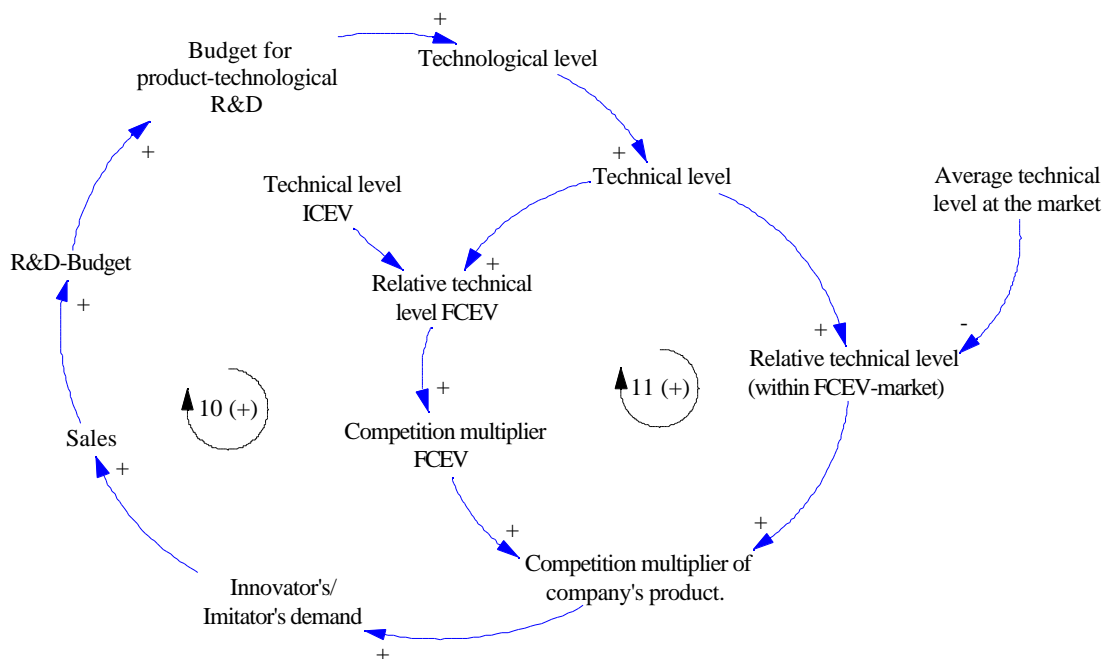 +
Budget for
product-technological
R&D
Technological level
+
+
Technical level
Technical level
ICEV
Average technical
level at the market
R&D-Budget
+
Relative technical
level FCEV
+
+
-
Relative technical level
(within FCEV-market)
10 (+)
11 (+)
+
Sales
+
Competition multiplier
FCEV
+
+
Competition multiplier of
company's product.
Innovator's/
Imitator's demand
+